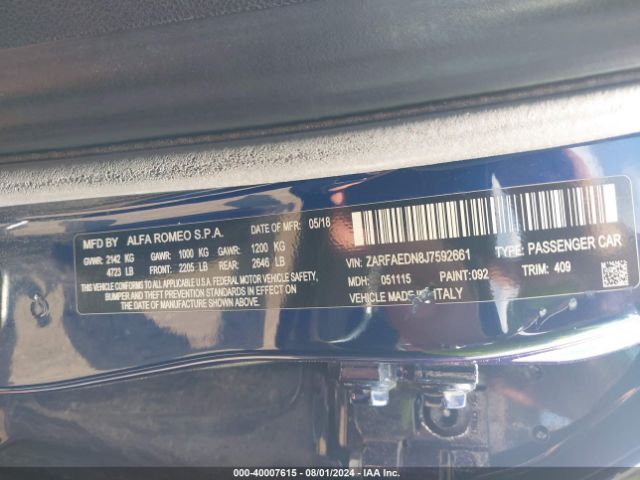 MFD BY ALFA ROMEO S.P.A. DATE OF MFR: 05/18
GVWR: 2142 KG GAWR: 1000 KG GAWR: 1200 KG
4723 LB FRONT: 2205 LB REAR: 2646 LB
THIS VEHICLE CONFORMS TO ALL APPLICABLE U.S.A. FEDERAL MOTOR VEHICLE SAFETY,
BUMPER AND THEFT PREVENTION STANDARDS IN EFFECT ON
THE DATE OF MANUFACTURE SHOWN ABOVE.
VIN: ZARFAEDN8J7592661 TYPE: PASSENGER CAR
MDH: 051115 PAINT: 092 TRIM: 409
VEHICLE MADE IN ITALY
000-40007615 - 08/01/2024 - IAAI.com